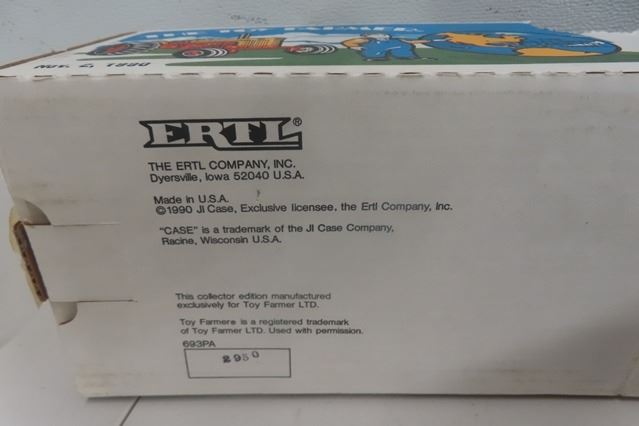 NOV. 2, 1990
ERTL®
THE ERTL COMPANY, INC.
Dyersville, Iowa 52040 U.S.A.
Made in U.S.A.
©1990 JI Case, Exclusive licensee, the Ertl Company, Inc.
"CASE" is a trademark of the JI Case Company,
Racine, Wisconsin U.S.A.
This collector edition manufactured
exclusively for Toy Farmer LTD.
Toy Farmer® is a registered trademark
of Toy Farmer LTD. Used with permission.
693PA
2950